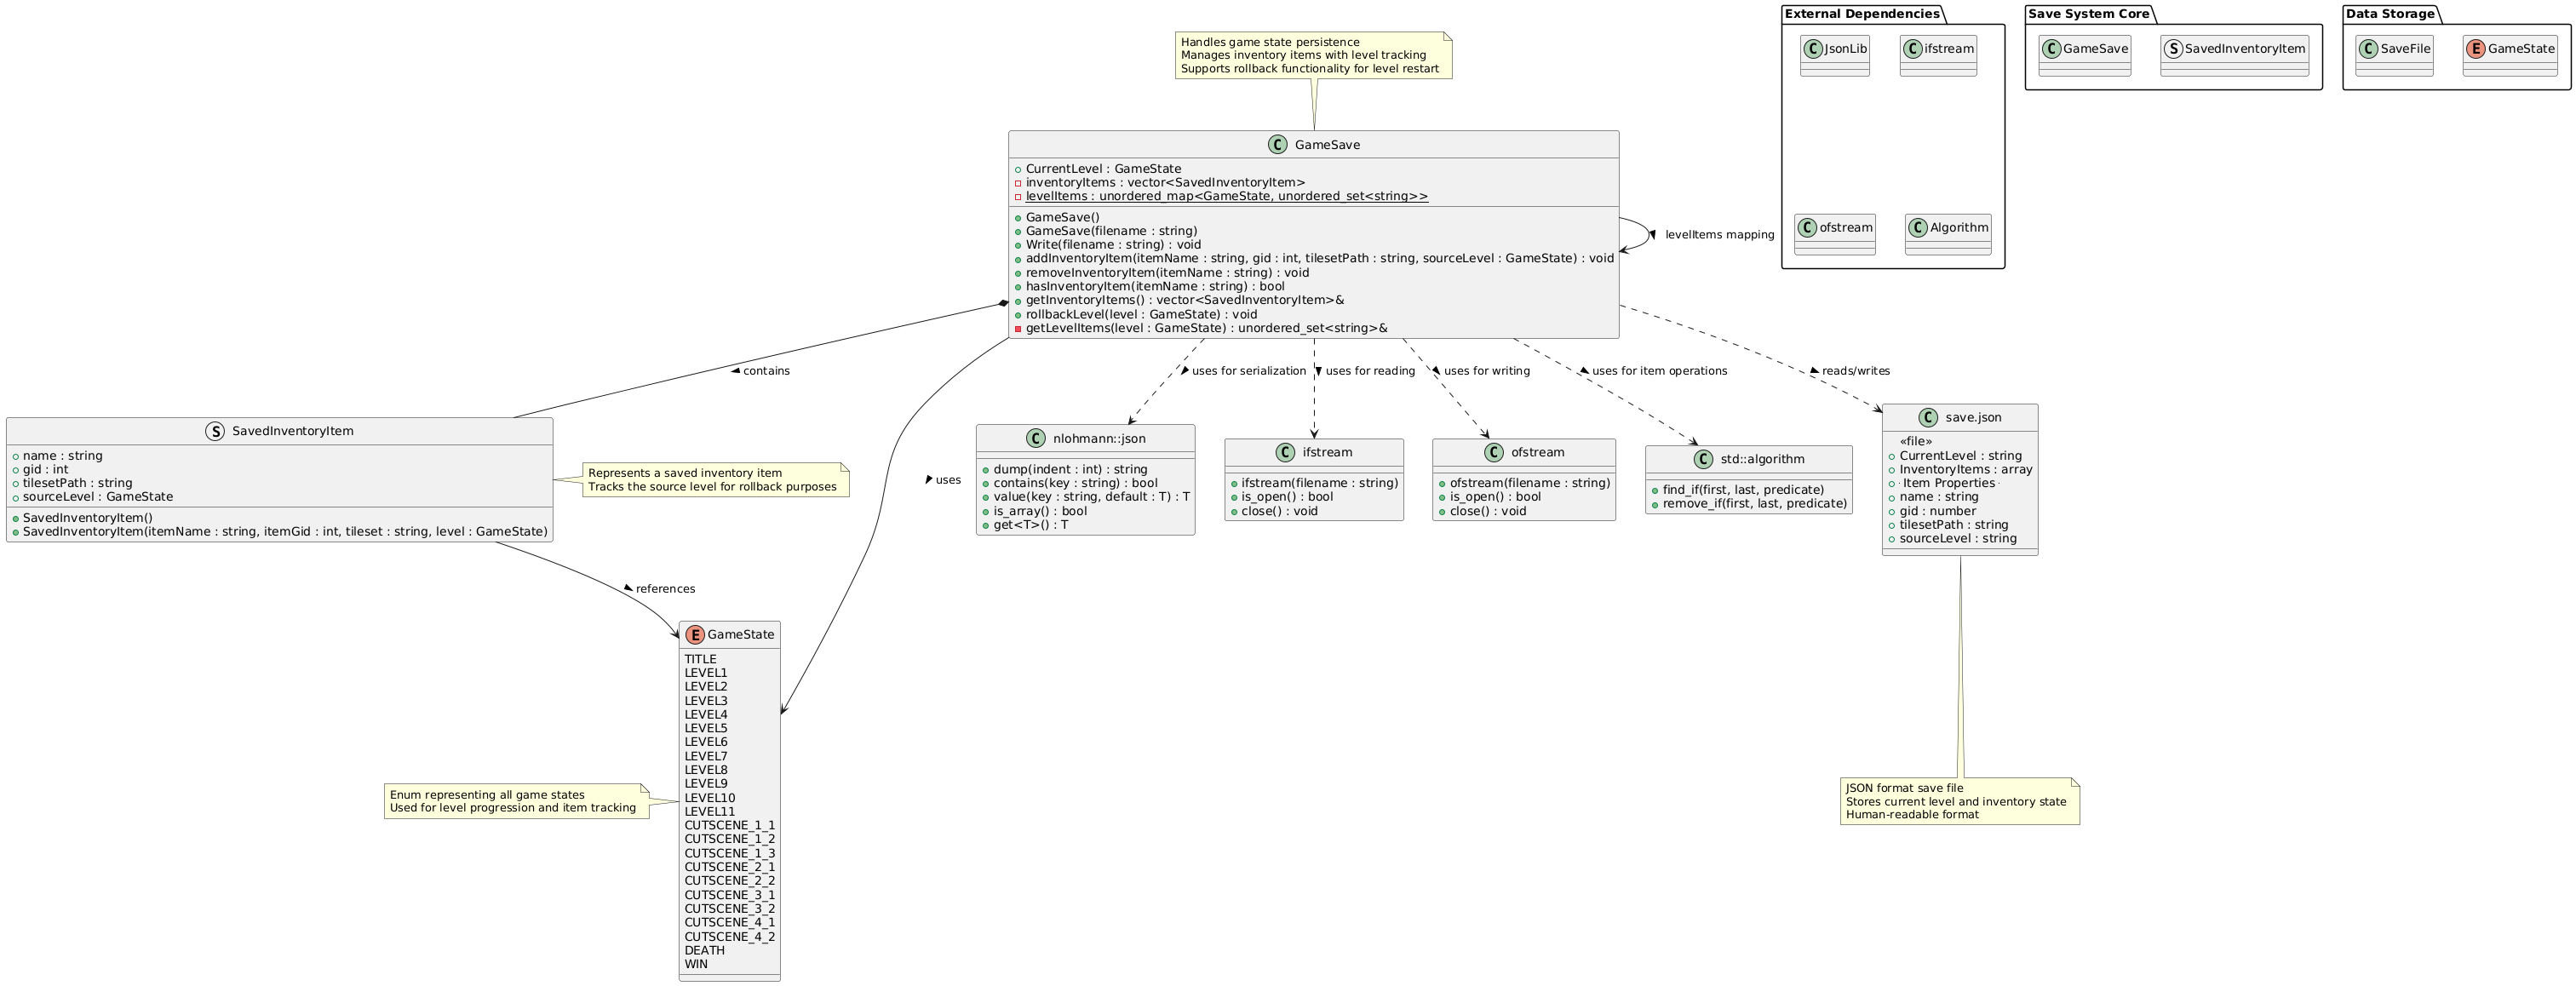 Handles game state persistence
Manages inventory items with level tracking
Supports rollback functionality for level restart
External Dependencies
C JsonLib
C ifstream
C ofstream
C Algorithm
Save System Core
C GameSave
S SavedInventoryItem
Data Storage
C SaveFile
E GameState
C GameSave
CurrentLevel : GameState
inventoryItems : vector<SavedInventoryItem>
levelItems : unordered_map<GameState, unordered_set<string>>
GameSave()
GameSave(filename : string)
Write(filename : string) : void
addInventoryItem(itemName : string, gid : int, tilesetPath : string, sourceLevel : GameState) : void
removeInventoryItem(itemName : string) : void
hasInventoryItem(itemName : string) : bool
getInventoryItems() : vector<SavedInventoryItem>&
rollbackLevel(level : GameState) : void
getLevelItems(level : GameState) : unordered_set<string>&
levelItems mapping
contains
uses for serialization
uses for reading
uses for writing
uses for item operations
reads/writes
S SavedInventoryItem
name : string
gid : int
tilesetPath : string
sourceLevel : GameState
SavedInventoryItem()
SavedInventoryItem(itemName : string, itemGid : int, tileset : string, level : GameState)
Represents a saved inventory item
Tracks the source level for rollback purposes
uses
C nlohmann::json
dump(indent : int) : string
contains(key : string) : bool
value(key : string, default : T) : T
is_array() : bool
get<T>() : T
C ifstream
ifstream(filename : string)
is_open() : bool
close() : void
C ofstream
ofstream(filename : string)
is_open() : bool
close() : void
C std::algorithm
find_if(first, last, predicate)
remove_if(first, last, predicate)
C save.json
«file»
CurrentLevel : string
InventoryItems : array
Item Properties
name : string
gid : number
tilesetPath : string
sourceLevel : string
references
E GameState
TITLE
LEVEL1
LEVEL2
LEVEL3
LEVEL4
LEVEL5
LEVEL6
LEVEL7
LEVEL8
LEVEL9
LEVEL10
LEVEL11
CUTSCENE_1_1
CUTSCENE_1_2
CUTSCENE_1_3
CUTSCENE_2_1
CUTSCENE_2_2
CUTSCENE_3_1
CUTSCENE_3_2
CUTSCENE_4_1
CUTSCENE_4_2
DEATH
WIN
Enum representing all game states
Used for level progression and item tracking
JSON format save file
Stores current level and inventory state
Human-readable format